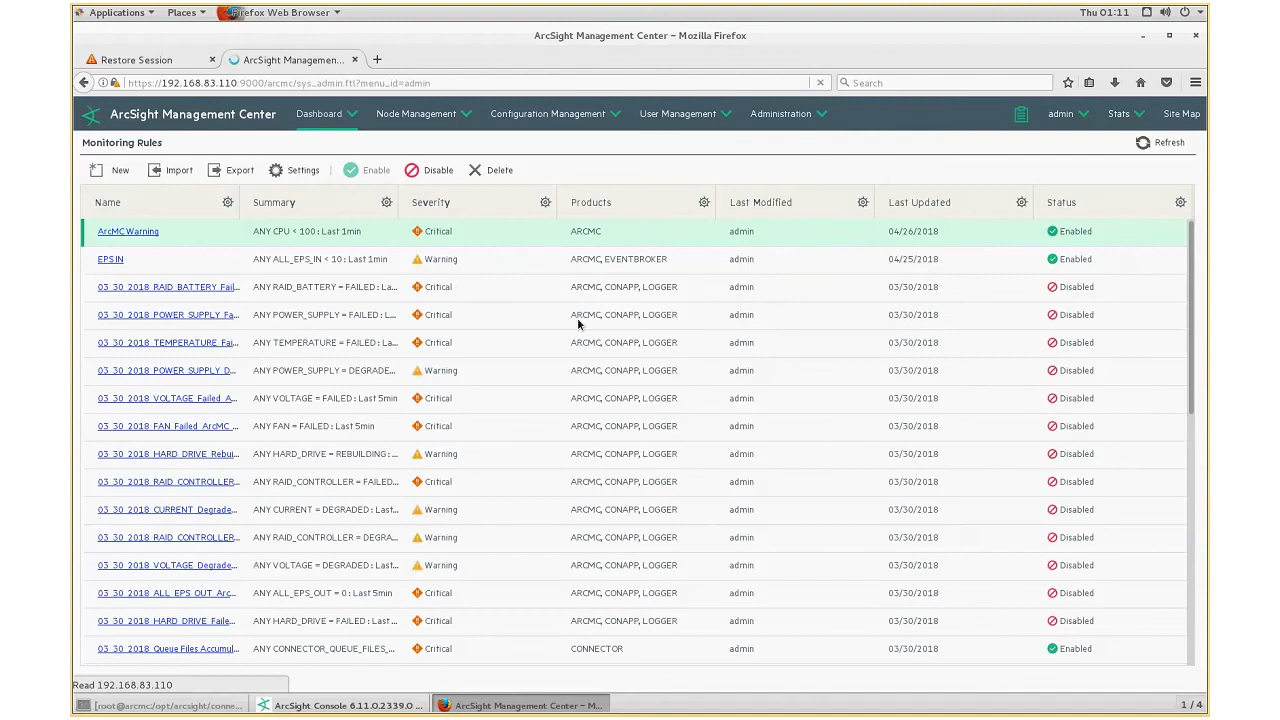 Applications Places Firefox Web Browser Thu 01:11
ArcSight Management Center - Mozilla Firefox
Restore Session × ArcSight Management Cen... × +
https://192.168.83.110:9000/arcmc/sys_admin.ftl?menu_id=admin Search
ArcSight Management Center Dashboard Node Management Configuration Management User Management Administration admin Stats Site Map
Monitoring Rules Refresh
New Import Export Settings Enable Disable Delete
Name Summary Severity Products Last Modified Last Updated Status
ArcMC Warning ANY CPU < 100 : Last 1min Critical ARCMC admin 04/26/2018 Enabled
EPS IN ANY ALL_EPS_IN < 10 : Last 1min Warning ARCMC, EVENTBROKER admin 04/25/2018 Enabled
03 30 2018 RAID BATTERY Fail... ANY RAID_BATTERY = FAILED : La... Critical ARCMC, CONAPP, LOGGER admin 03/30/2018 Disabled
03 30 2018 POWER SUPPLY Fa... ANY POWER_SUPPLY = FAILED : L... Critical ARCMC, CONAPP, LOGGER admin 03/30/2018 Disabled
03 30 2018 TEMPERATURE Fai... ANY TEMPERATURE = FAILED : La... Critical ARCMC, CONAPP, LOGGER admin 03/30/2018 Disabled
03 30 2018 POWER SUPPLY D... ANY POWER_SUPPLY = DEGRADE... Warning ARCMC, CONAPP, LOGGER admin 03/30/2018 Disabled
03 30 2018 VOLTAGE Failed A... ANY VOLTAGE = FAILED : Last 5min Critical ARCMC, CONAPP, LOGGER admin 03/30/2018 Disabled
03 30 2018 FAN Failed ArcMC ... ANY FAN = FAILED : Last 5min Critical ARCMC, CONAPP, LOGGER admin 03/30/2018 Disabled
03 30 2018 HARD DRIVE Rebui... ANY HARD_DRIVE = REBUILDING : ... Warning ARCMC, CONAPP, LOGGER admin 03/30/2018 Disabled
03 30 2018 RAID CONTROLLER... ANY RAID_CONTROLLER = FAILED... Critical ARCMC, CONAPP, LOGGER admin 03/30/2018 Disabled
03 30 2018 CURRENT Degrade... ANY CURRENT = DEGRADED : Last... Warning ARCMC, CONAPP, LOGGER admin 03/30/2018 Disabled
03 30 2018 RAID CONTROLLER... ANY RAID_CONTROLLER = DEGRA... Warning ARCMC, CONAPP, LOGGER admin 03/30/2018 Disabled
03 30 2018 VOLTAGE Degrade... ANY VOLTAGE = DEGRADED : Last... Warning ARCMC, CONAPP, LOGGER admin 03/30/2018 Disabled
03 30 2018 ALL EPS OUT Arc... ANY ALL_EPS_OUT = 0 : Last 5min Critical ARCMC, CONAPP, LOGGER admin 03/30/2018 Disabled
03 30 2018 HARD DRIVE Faile... ANY HARD_DRIVE = FAILED : Last... Critical ARCMC, CONAPP, LOGGER admin 03/30/2018 Disabled
03 30 2018 Queue Files Accumul... ANY CONNECTOR_QUEUE_FILES_... Critical CONNECTOR admin 03/30/2018 Enabled
Read 192.168.83.110
[root@arcmc:/opt/arcsight/conne... ArcSight Console 6.11.0.2339.0 ... ArcSight Management Center - M... 1 / 4